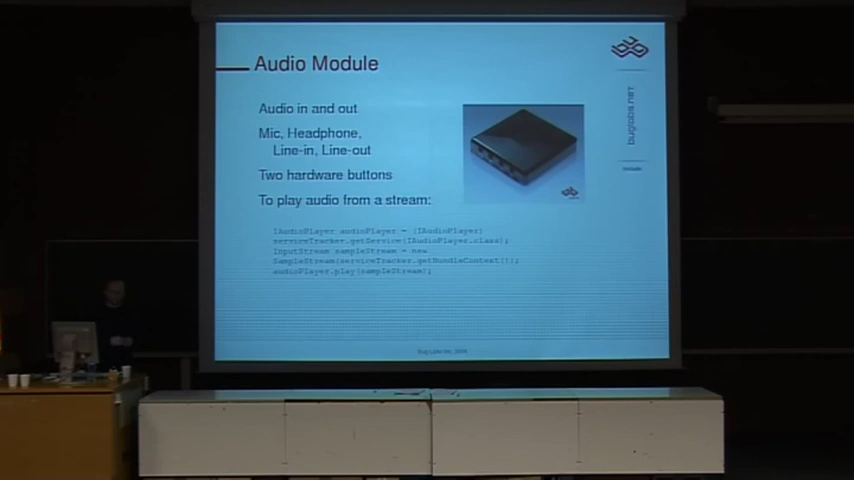 Audio Module
Audio in and out
Mic, Headphone,
Line-in, Line-out
Two hardware buttons
To play audio from a stream:
IAudioPlayer audioPlayer = (IAudioPlayer)
serviceTracker.getService(IAudioPlayer.class);
InputStream sampleStream = new
SampleStream(serviceTracker.getBundleContext());
audioPlayer.play(sampleStream);
buglabs.net